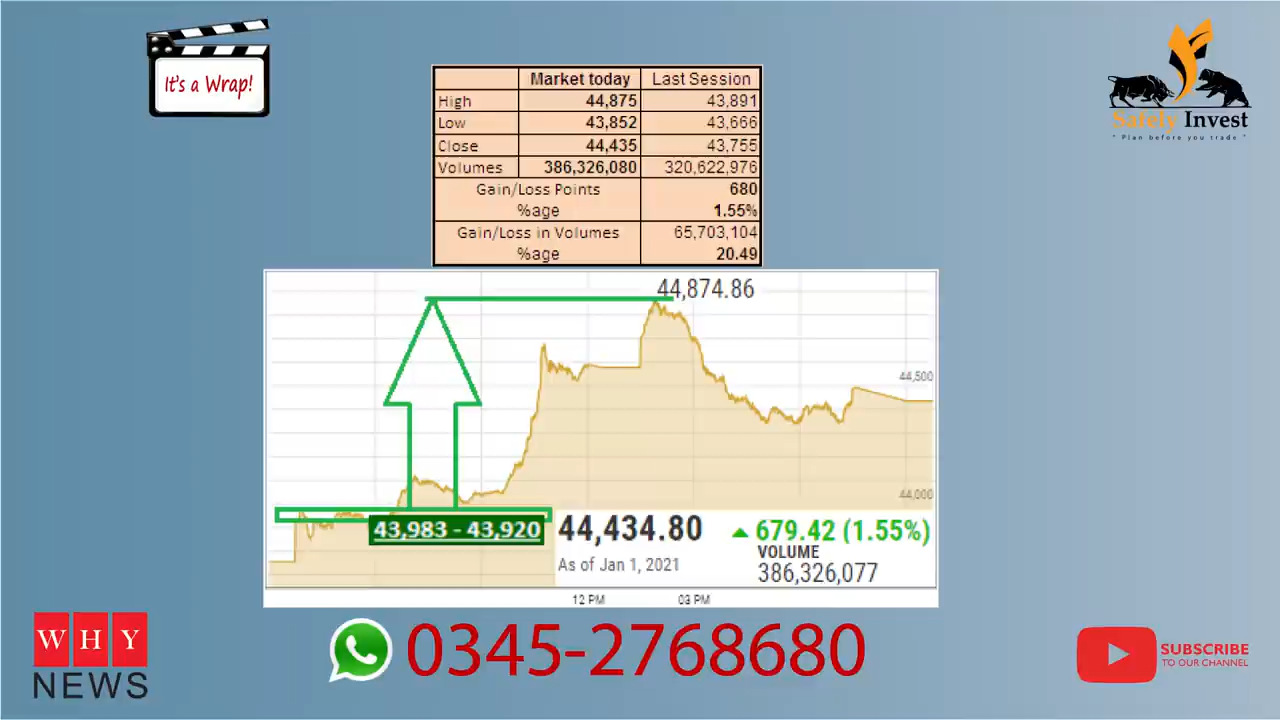 It's a Wrap!
Market today Last Session
High 44,875 43,891
Low 43,852 43,666
Close 44,435 43,755
Volumes 386,326,080 320,622,976
Gain/Loss Points 680
%age 1.55%
Gain/Loss in Volumes 65,703,104
%age 20.49
Safely Invest
" Plan before you trade "
44,874.86
44,500
44,000
43,983 - 43,920
44,434.80
679.42 (1.55%)
As of Jan 1, 2021
VOLUME
386,326,077
12 PM 03 PM
WHY
NEWS
0345-2768680
SUBSCRIBE
TO OUR CHANNEL